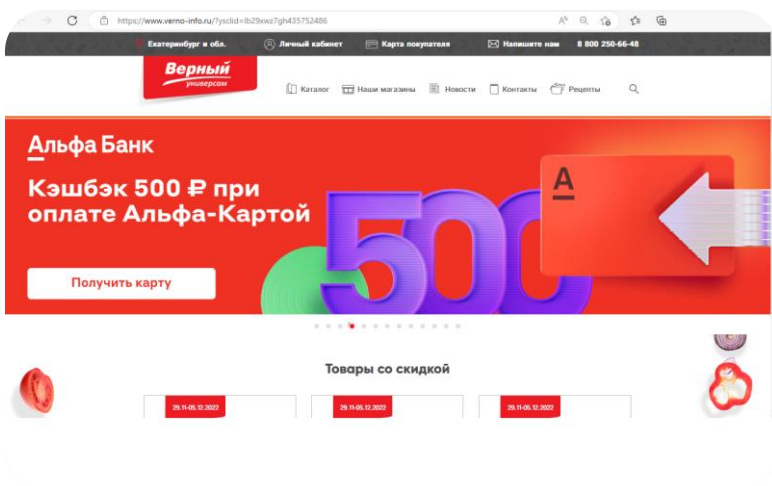 https://www.verno-info.ru/?ysclid=lb29xwz7gh435752486
Екатеринбург и обл. Личный кабинет Карта покупателя Напишите нам 8 800 250-66-48
Верный
универсам
Каталог Наши магазины Новости Контакты Рецепты
Альфа Банк
Кэшбэк 500 ₽ при
оплате Альфа-Картой
500
А
Получить карту
Товары со скидкой
29.11-05.12.2022 29.11-05.12.2022 29.11-05.12.2022